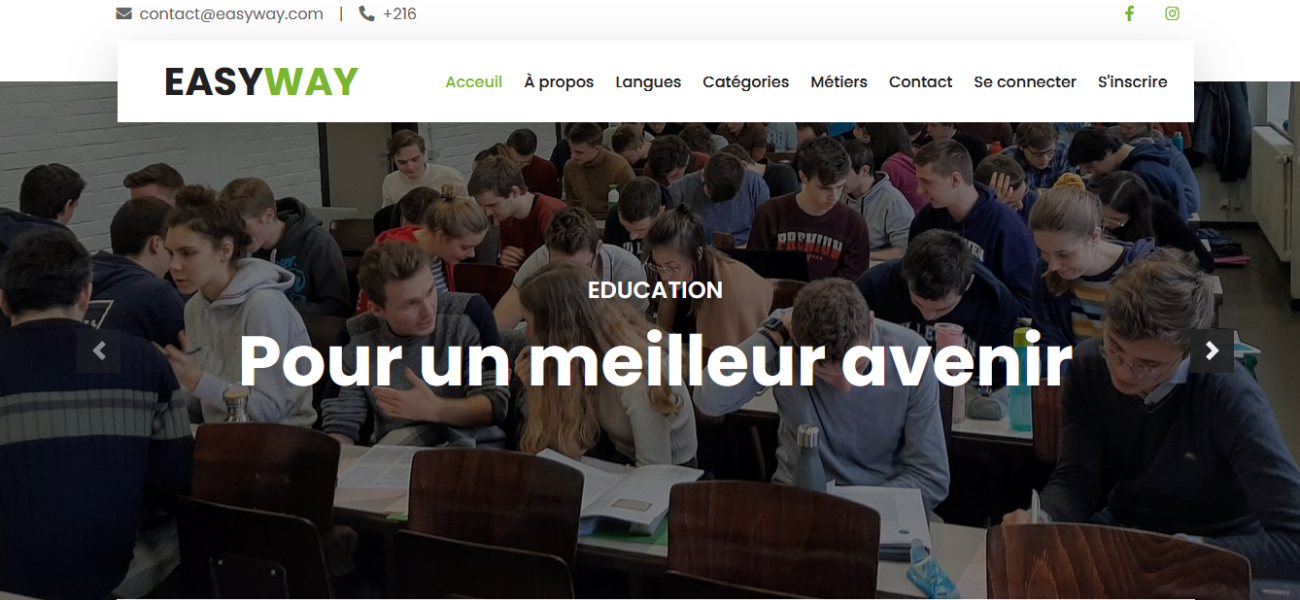 contact@easyway.com | +216
EASYWAY
Acceuil À propos Langues Catégories Métiers Contact Se connecter S'inscrire
PREMIUM
EDUCATION
Pour un meilleur avenir